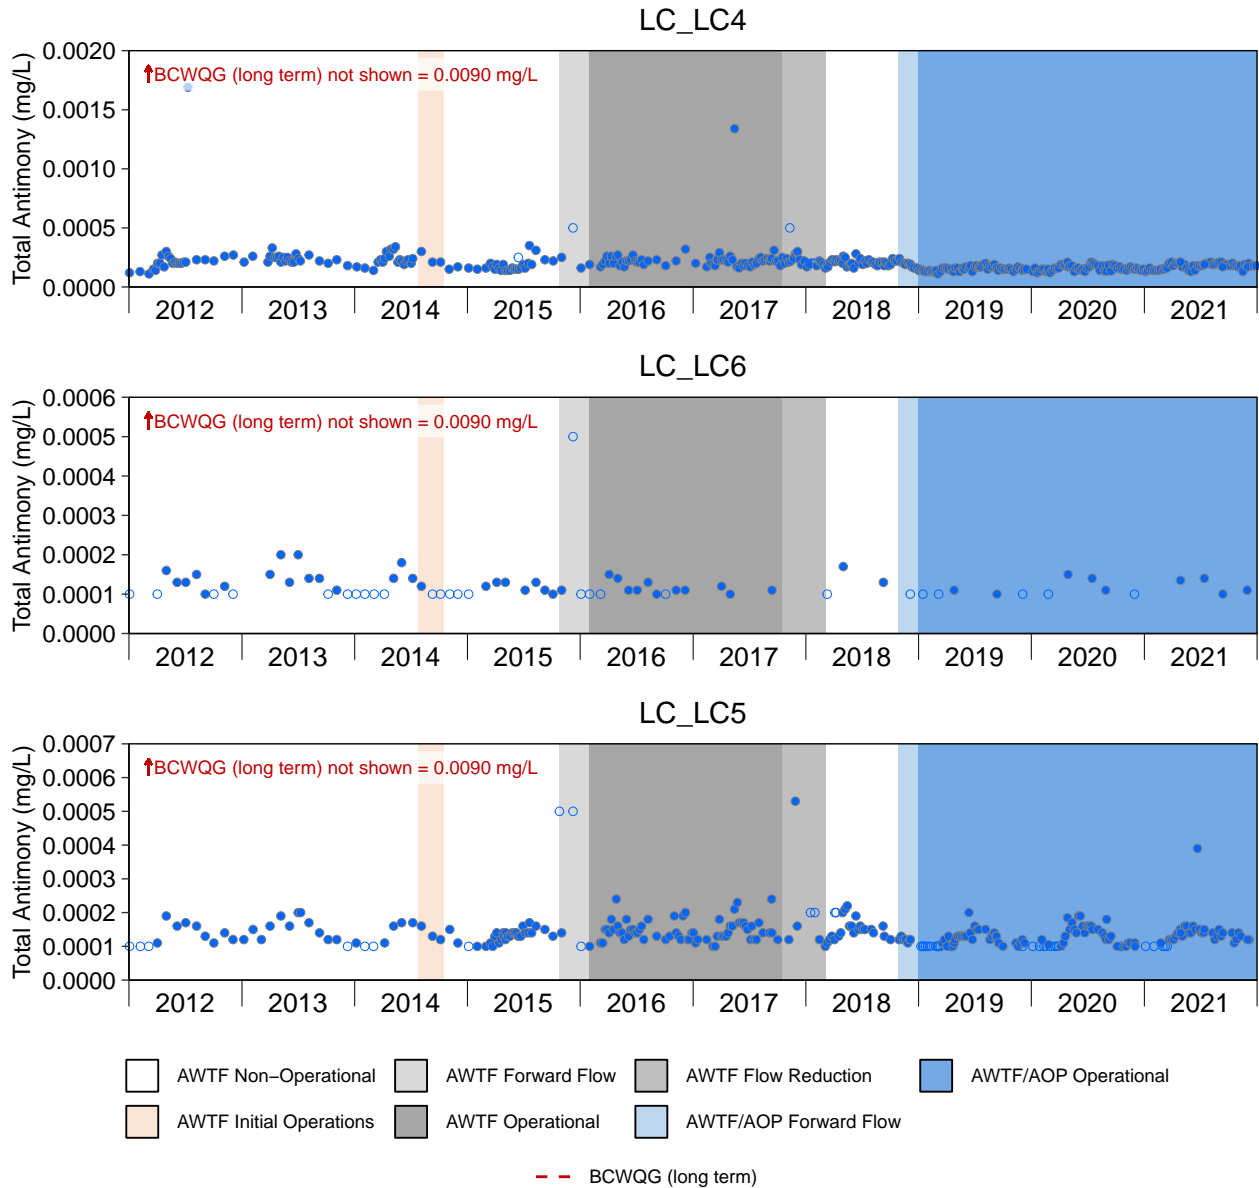 LC_LC4
Total Antimony (mg/L)
0.0020
0.0015
0.0010
0.0005
0.0000
BCWQG (long term) not shown = 0.0090 mg/L
2012 2013 2014 2015 2016 2017 2018 2019 2020 2021
LC_LC6
Total Antimony (mg/L)
0.0006
0.0005
0.0004
0.0003
0.0002
0.0001
0.0000
BCWQG (long term) not shown = 0.0090 mg/L
2012 2013 2014 2015 2016 2017 2018 2019 2020 2021
LC_LC5
Total Antimony (mg/L)
0.0007
0.0006
0.0005
0.0004
0.0003
0.0002
0.0001
0.0000
BCWQG (long term) not shown = 0.0090 mg/L
2012 2013 2014 2015 2016 2017 2018 2019 2020 2021
AWTF Non−Operational AWTF Forward Flow AWTF Flow Reduction AWTF/AOP Operational
AWTF Initial Operations AWTF Operational AWTF/AOP Forward Flow
BCWQG (long term)